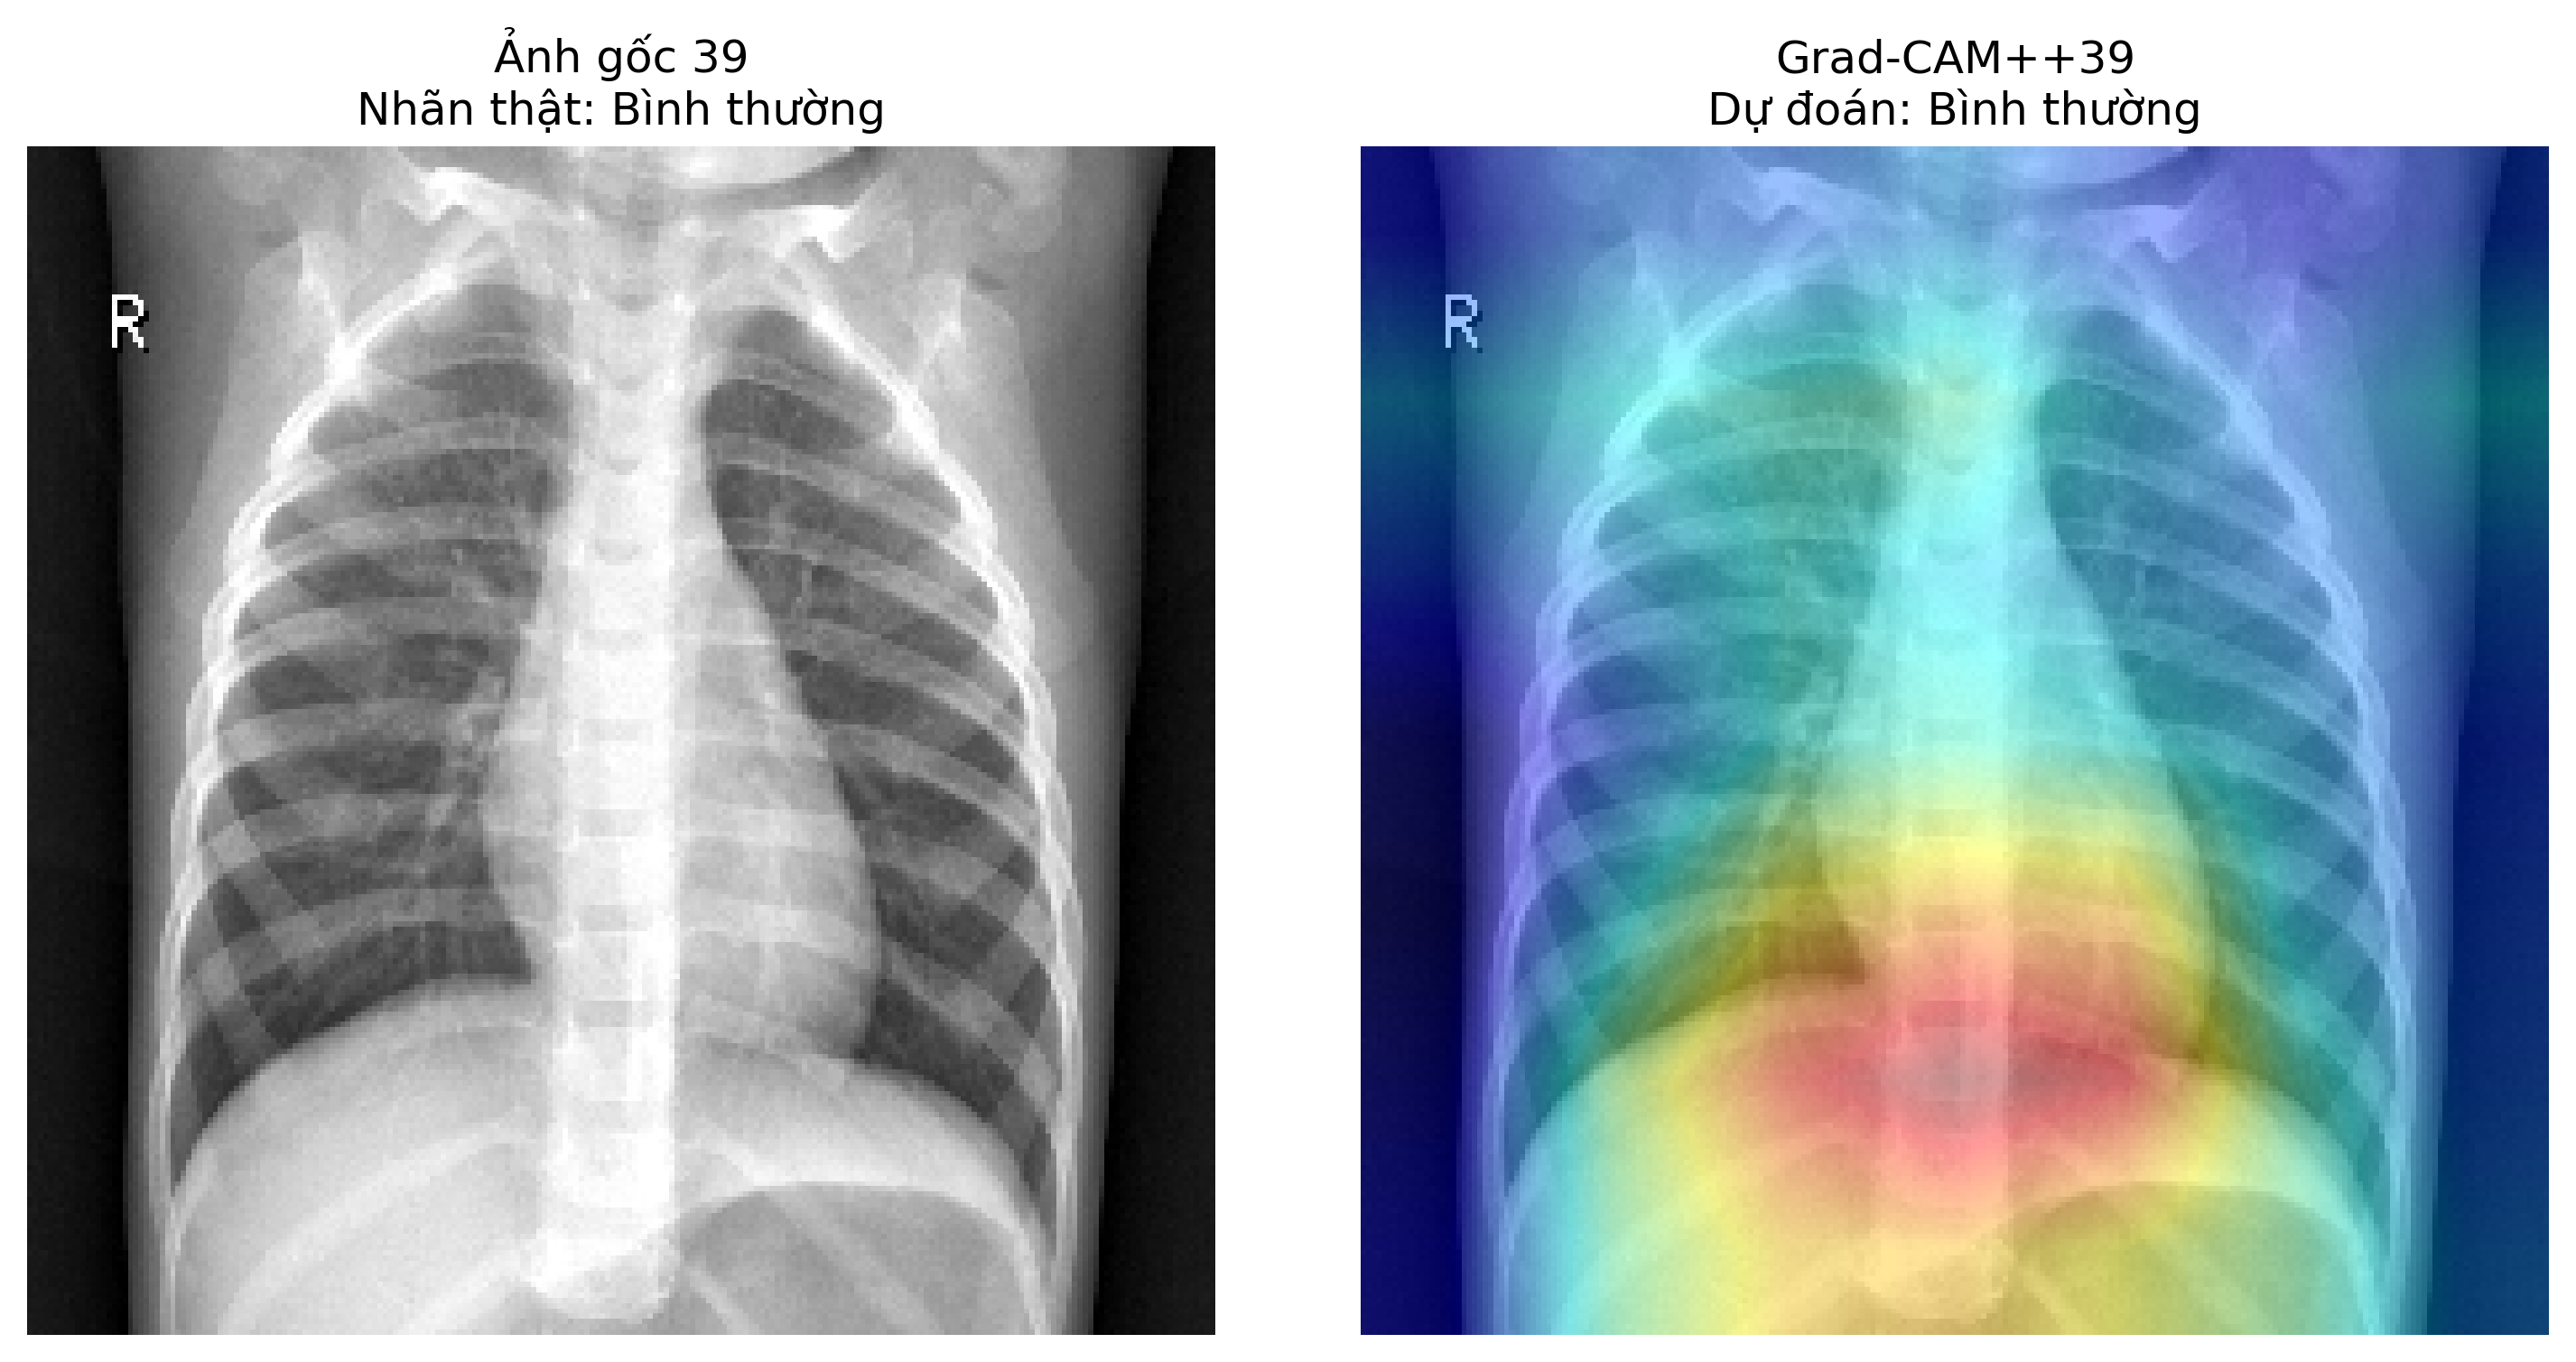 Ảnh gốc 39
Nhãn thật: Bình thường
Grad-CAM++39
Dự đoán: Bình thường
R
R